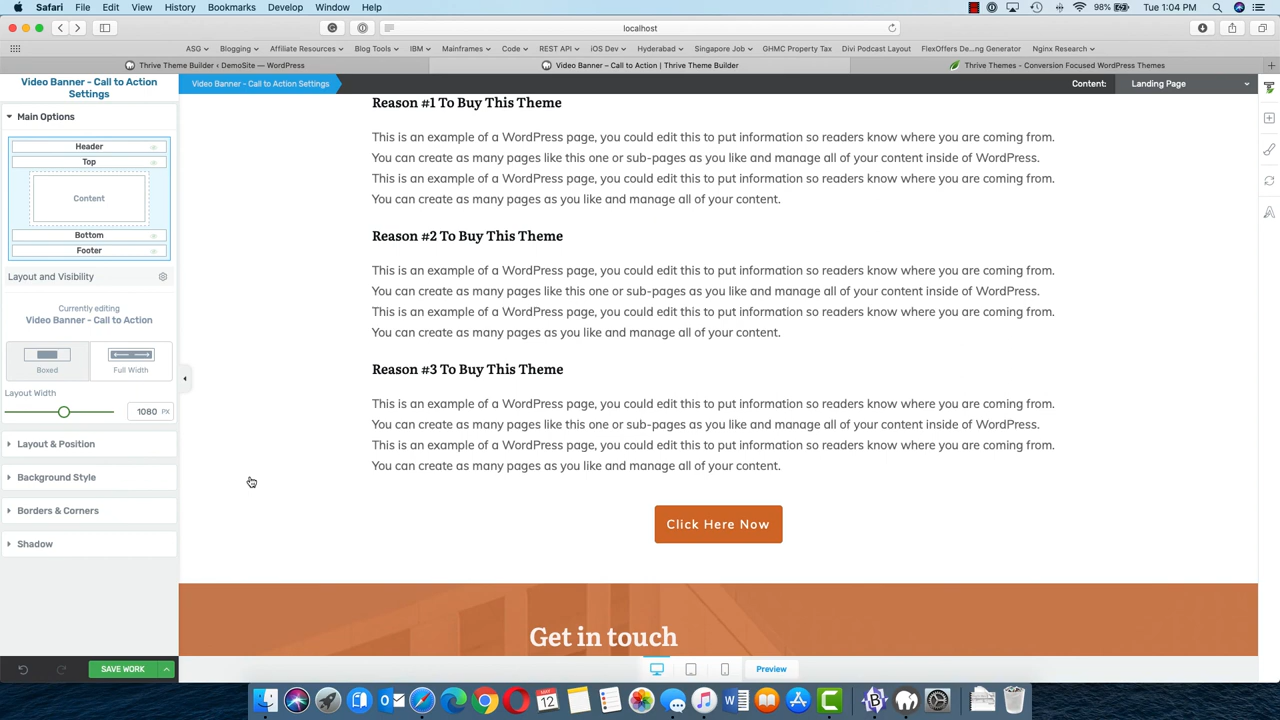 Safari File Edit View History Bookmarks Develop Window Help 98% Tue 1:04 PM
localhost
ASG Blogging Affiliate Resources Blog Tools IBM Mainframes Code REST API iOS Dev Hyderabad Singapore Job GHMC Property Tax Divi Podcast Layout FlexOffers De...ng Generator Nginx Research
Thrive Theme Builder ‹ DemoSite — WordPress
Video Banner – Call to Action | Thrive Theme Builder
Thrive Themes - Conversion Focused WordPress Themes
Video Banner - Call to Action
Settings
Video Banner - Call to Action Settings
Content: Landing Page
Main Options
Header
Top
Content
Bottom
Footer
Layout and Visibility
Currently editing
Video Banner - Call to Action
Boxed Full Width
Layout Width
1080 PX
Layout & Position
Background Style
Borders & Corners
Shadow
SAVE WORK
Reason #1 To Buy This Theme
This is an example of a WordPress page, you could edit this to put information so readers know where you are coming from.
You can create as many pages like this one or sub-pages as you like and manage all of your content inside of WordPress.
This is an example of a WordPress page, you could edit this to put information so readers know where you are coming from.
You can create as many pages as you like and manage all of your content.
Reason #2 To Buy This Theme
This is an example of a WordPress page, you could edit this to put information so readers know where you are coming from.
You can create as many pages like this one or sub-pages as you like and manage all of your content inside of WordPress.
This is an example of a WordPress page, you could edit this to put information so readers know where you are coming from.
You can create as many pages as you like and manage all of your content.
Reason #3 To Buy This Theme
This is an example of a WordPress page, you could edit this to put information so readers know where you are coming from.
You can create as many pages like this one or sub-pages as you like and manage all of your content inside of WordPress.
This is an example of a WordPress page, you could edit this to put information so readers know where you are coming from.
You can create as many pages as you like and manage all of your content.
Click Here Now
Get in touch
Preview
12